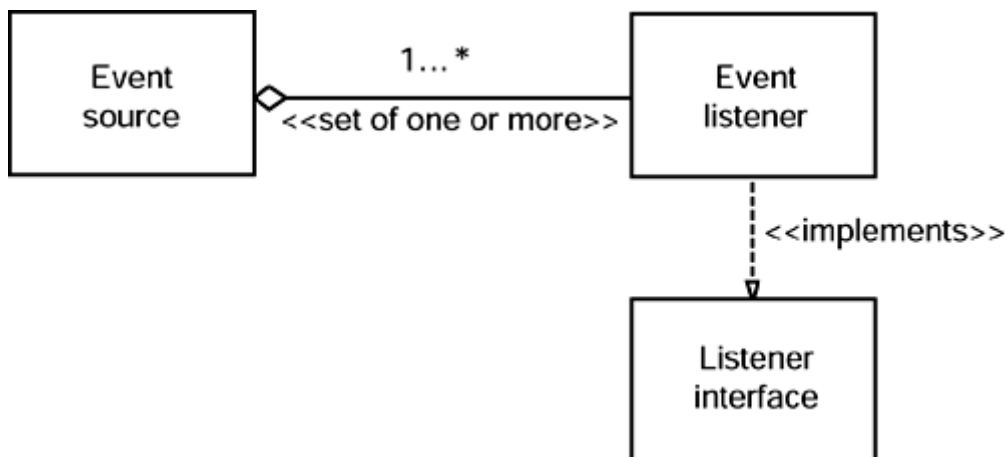 Event
source
1...*
<<set of one or more>>
Event
listener
<<implements>>
Listener
interface